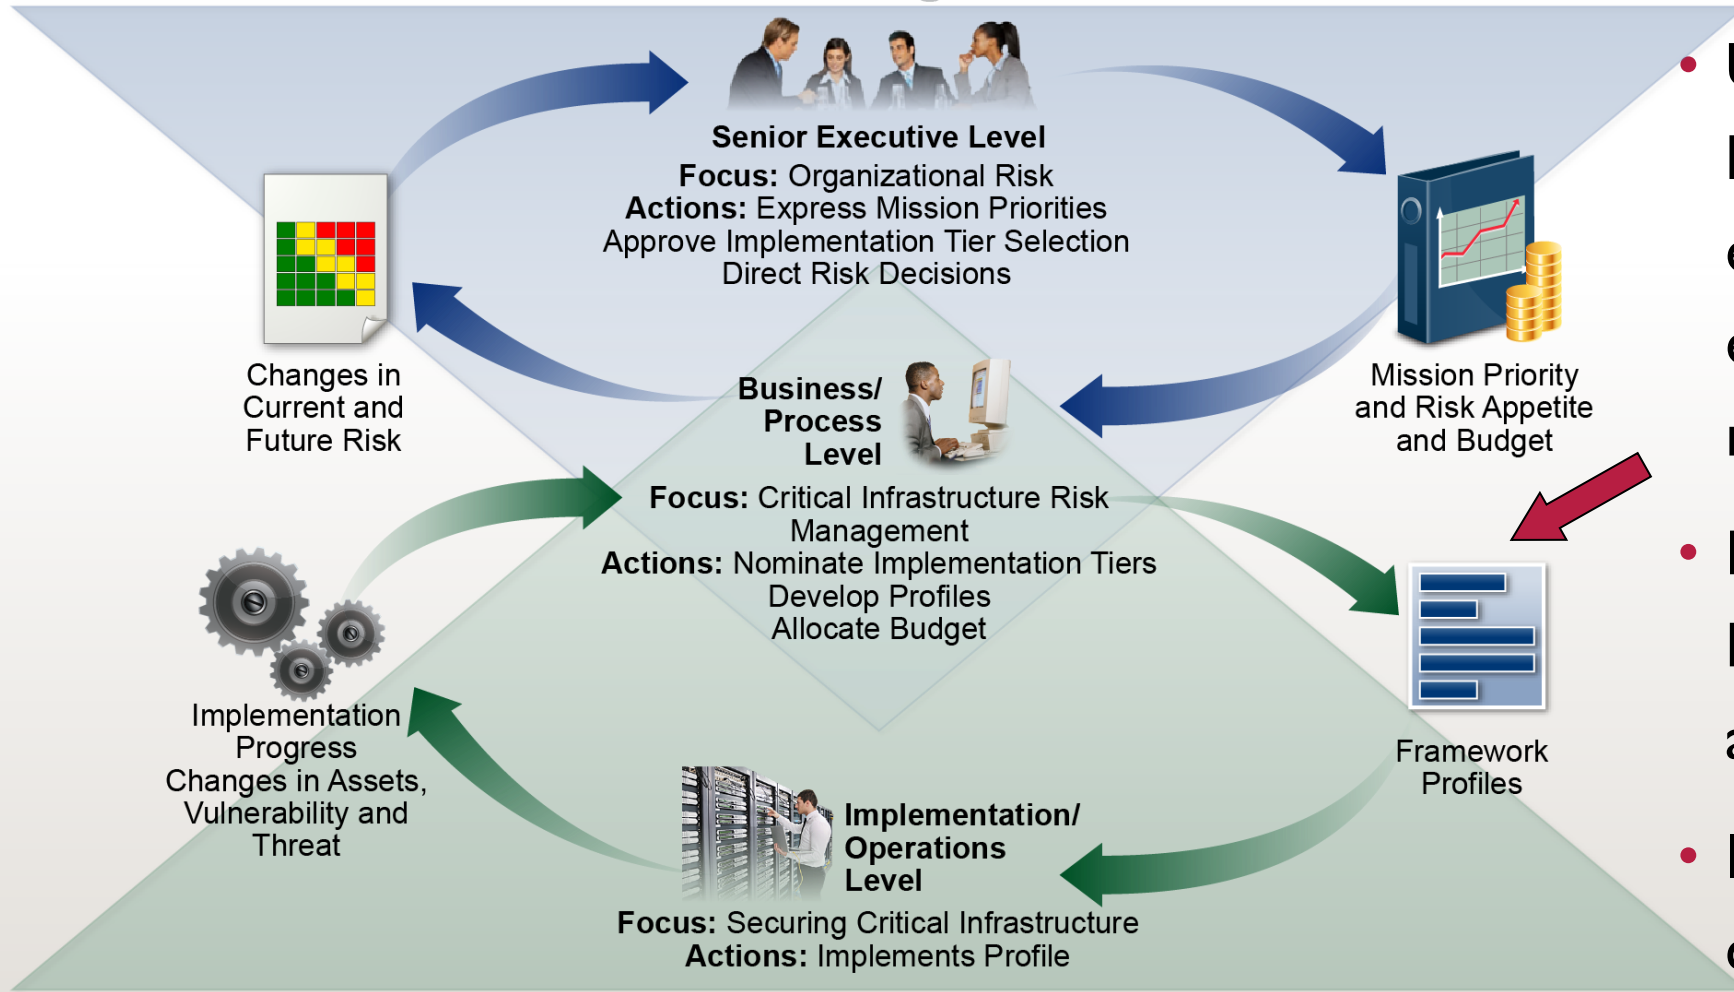 Senior Executive Level
Focus: Organizational Risk
Actions: Express Mission Priorities
Approve Implementation Tier Selection
Direct Risk Decisions
Changes in
Current and
Future Risk
Mission Priority
and Risk Appetite
and Budget
Business/
Process
Level
Focus: Critical Infrastructure Risk
Management
Actions: Nominate Implementation Tiers
Develop Profiles
Allocate Budget
Implementation
Progress
Changes in Assets,
Vulnerability and
Threat
Framework
Profiles
Implementation/
Operations
Level
Focus: Securing Critical Infrastructure
Actions: Implements Profile